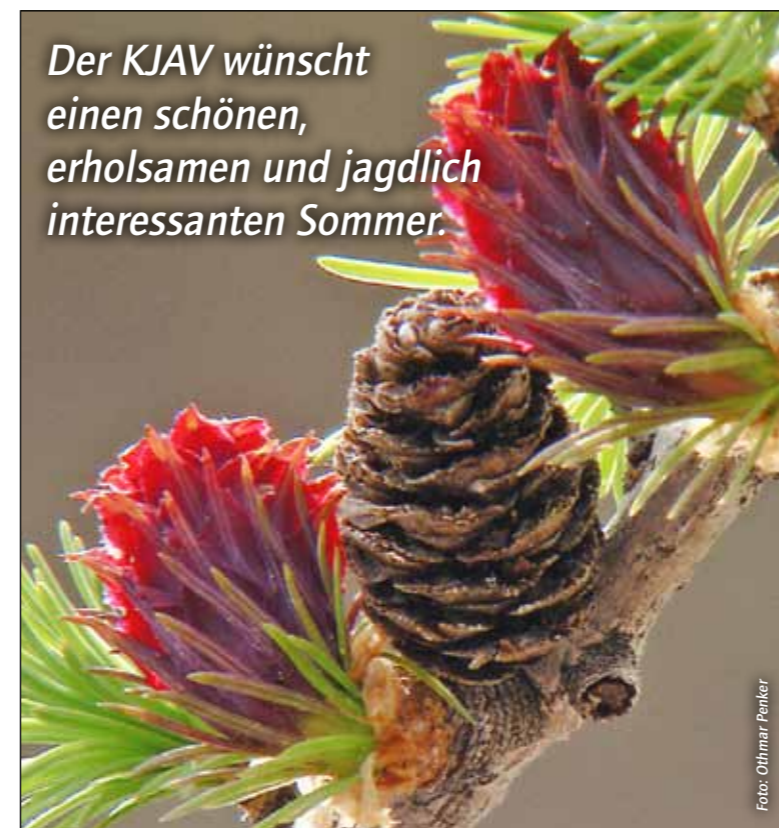 Der KJAV wünscht
einen schönen,
erholsamen und jagdlich
interessanten Sommer.
Foto: Othmar Penker